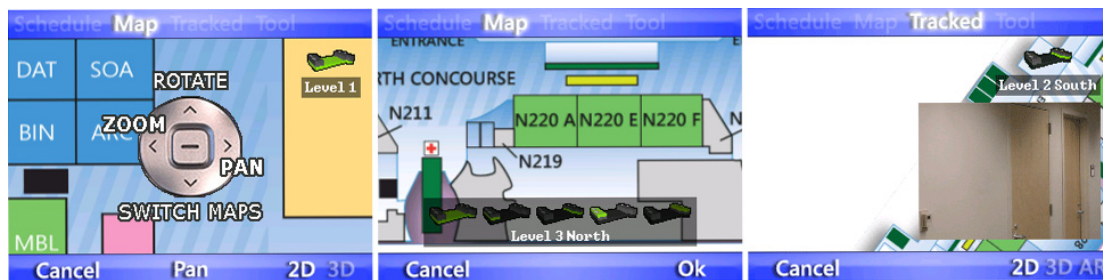 Schedule Map Tracked Tool
DAT SOA
ROTATE
Level 1
BIN ARC
ZOOM
PAN
SWITCH MAPS
MBL
Cancel Pan 2D 3D
Schedule Map Tracked Tool
ENTRANCE
RTH CONCOURSE
N211
N220 A N220 E N220 F
N219
Level 3 North
Cancel Ok
Schedule Map Tracked Tool
Level 2 South
Cancel 2D 3D AR